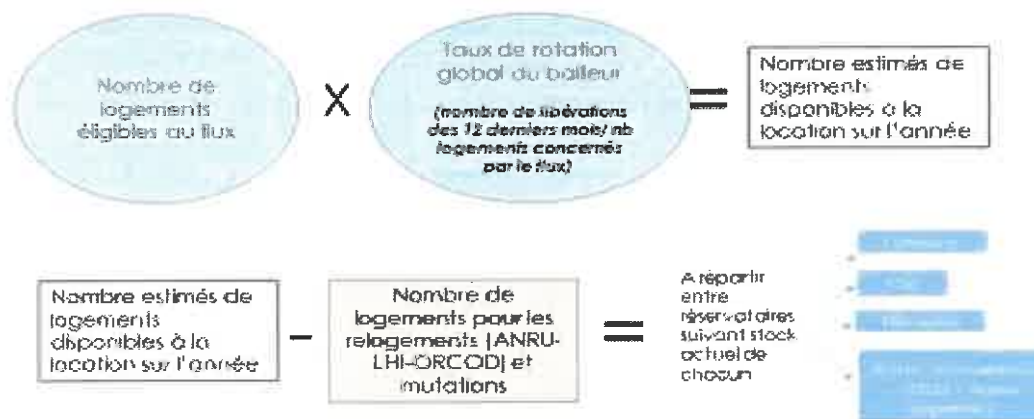 Nombre de
logements
éligibles au flux
X
Taux de rotation
global du bailleur
(nombre de libérations
des 12 derniers mois/ nb
logements concernés
par le flux)
=
Nombre estimés de
logements
disponibles à la
location sur l'année
Nombre estimés de
logements
disponibles à la
location sur l'année
–
Nombre de
logements pour les
relogements (ANRU-
LHI-ORCOD) et
mutations
=
A répartir
entre
réservataires
suivant stock
actuel de
chacun